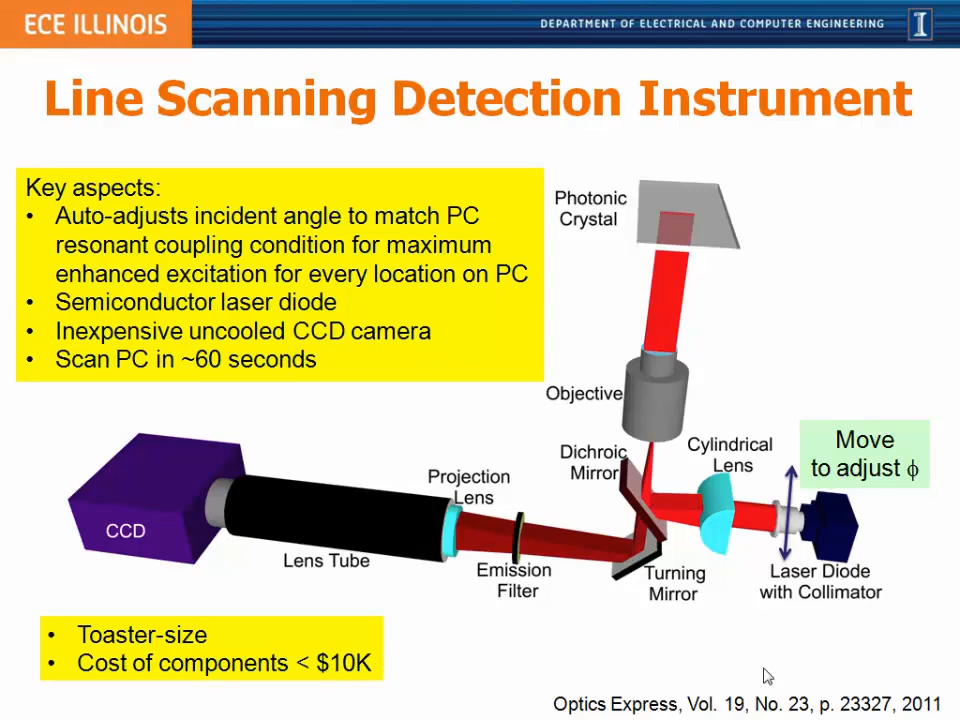 ECE ILLINOIS
DEPARTMENT OF ELECTRICAL AND COMPUTER ENGINEERING
I
Line Scanning Detection Instrument
Key aspects:
• Auto-adjusts incident angle to match PC
resonant coupling condition for maximum
enhanced excitation for every location on PC
• Semiconductor laser diode
• Inexpensive uncooled CCD camera
• Scan PC in ~60 seconds
Photonic
Crystal
Objective
Dichroic
Mirror
Cylindrical
Lens
Move
to adjust ϕ
Projection
Lens
CCD
Lens Tube
Emission
Filter
Turning
Mirror
Laser Diode
with Collimator
• Toaster-size
• Cost of components < $10K
Optics Express, Vol. 19, No. 23, p. 23327, 2011